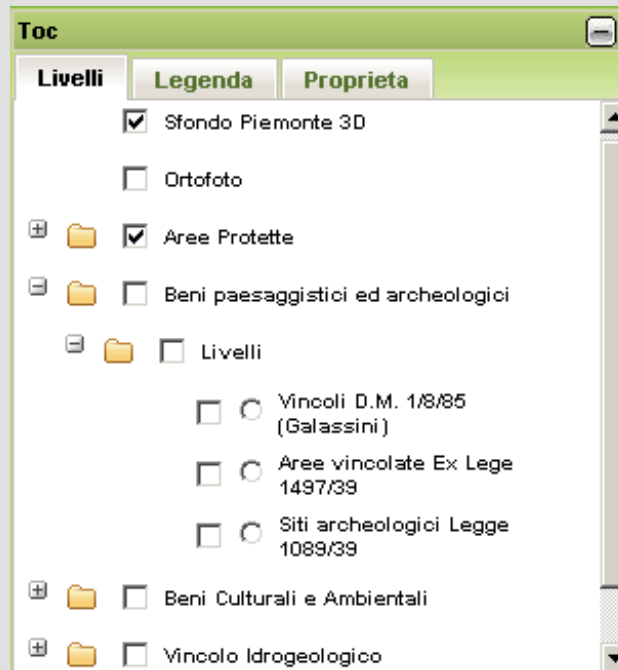 Toc
Livelli Legenda Proprieta
Sfondo Piemonte 3D
Ortofoto
Aree Protette
Beni paesaggistici ed archeologici
Livelli
Vincoli D.M. 1/8/85
(Galassini)
Aree vincolate Ex Lege
1497/39
Siti archeologici Legge
1089/39
Beni Culturali e Ambientali
Vincolo Idrogeologico